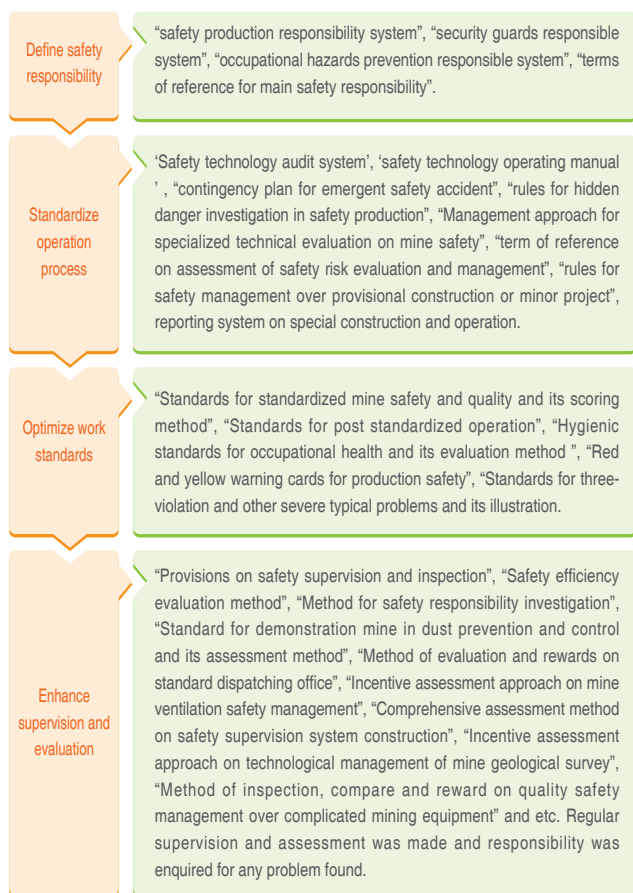 Define safety
responsibility
“safety production responsibility system”, “security guards responsible
system”, “occupational hazards prevention responsible system”, “terms
of reference for main safety responsibility”.
Standardize
operation
process
‘Safety technology audit system’, ‘safety technology operating manual
’ , “contingency plan for emergent safety accident”, “rules for hidden
danger investigation in safety production”, “Management approach for
specialized technical evaluation on mine safety”, “term of reference
on assessment of safety risk evaluation and management”, “rules for
safety management over provisional construction or minor project”,
reporting system on special construction and operation.
Optimize work
standards
“Standards for standardized mine safety and quality and its scoring
method”, “Standards for post standardized operation”, “Hygienic
standards for occupational health and its evaluation method ”, “Red
and yellow warning cards for production safety”, “Standards for three-
violation and other severe typical problems and its illustration.
Enhance
supervision and
evaluation
“Provisions on safety supervision and inspection”, “Safety efficiency
evaluation method”, “Method for safety responsibility investigation”,
“Standard for demonstration mine in dust prevention and control
and its assessment method”, “Method of evaluation and rewards on
standard dispatching office”, “Incentive assessment approach on mine
ventilation safety management”, “Comprehensive assessment method
on safety supervision system construction”, “Incentive assessment
approach on technological management of mine geological survey”,
“Method of inspection, compare and reward on quality safety
management over complicated mining equipment” and etc. Regular
supervision and assessment was made and responsibility was
enquired for any problem found.